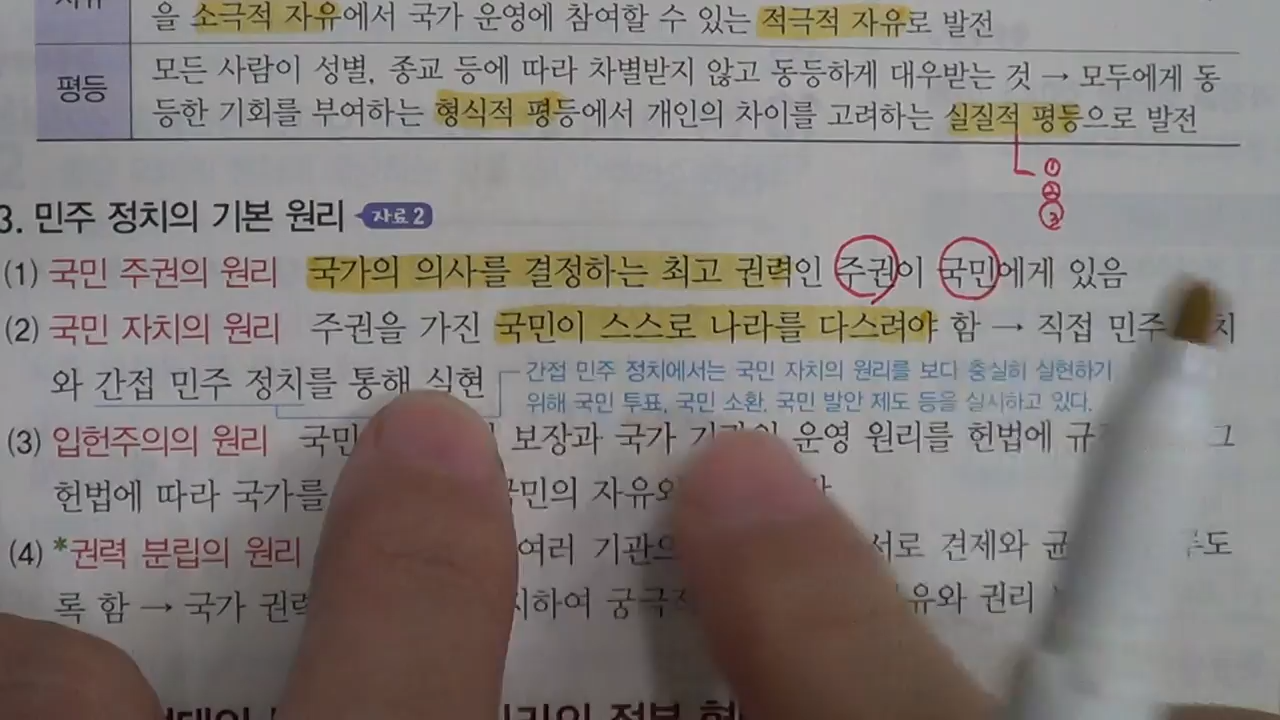 을 소극적 자유에서 국가 운영에 참여할 수 있는 적극적 자유로 발전
평등
모든 사람이 성별, 종교 등에 따라 차별받지 않고 동등하게 대우받는 것 → 모두에게 동
등한 기회를 부여하는 형식적 평등에서 개인의 차이를 고려하는 실질적 평등으로 발전
①
②
③
3. 민주 정치의 기본 원리 자료 2
(1) 국민 주권의 원리 국가의 의사를 결정하는 최고 권력인 주권이 국민에게 있음
(2) 국민 자치의 원리 주권을 가진 국민이 스스로 나라를 다스려야 함 → 직접 민주
와 간접 민주 정치를 통해 실현
간접 민주 정치에서는 국민 자치의 원리를 보다 충실히 실현하기
위해 국민 투표, 국민 소환, 국민 발안 제도 등을 실시하고 있다.
(3) 입헌주의의 원리 국민 보장과 국가 운영 원리를 헌법에 그
헌법에 따라 국가를 국민의 자유와
(4) *권력 분립의 원리 여러 서로 견제와
록 함 → 국가 권력 권리